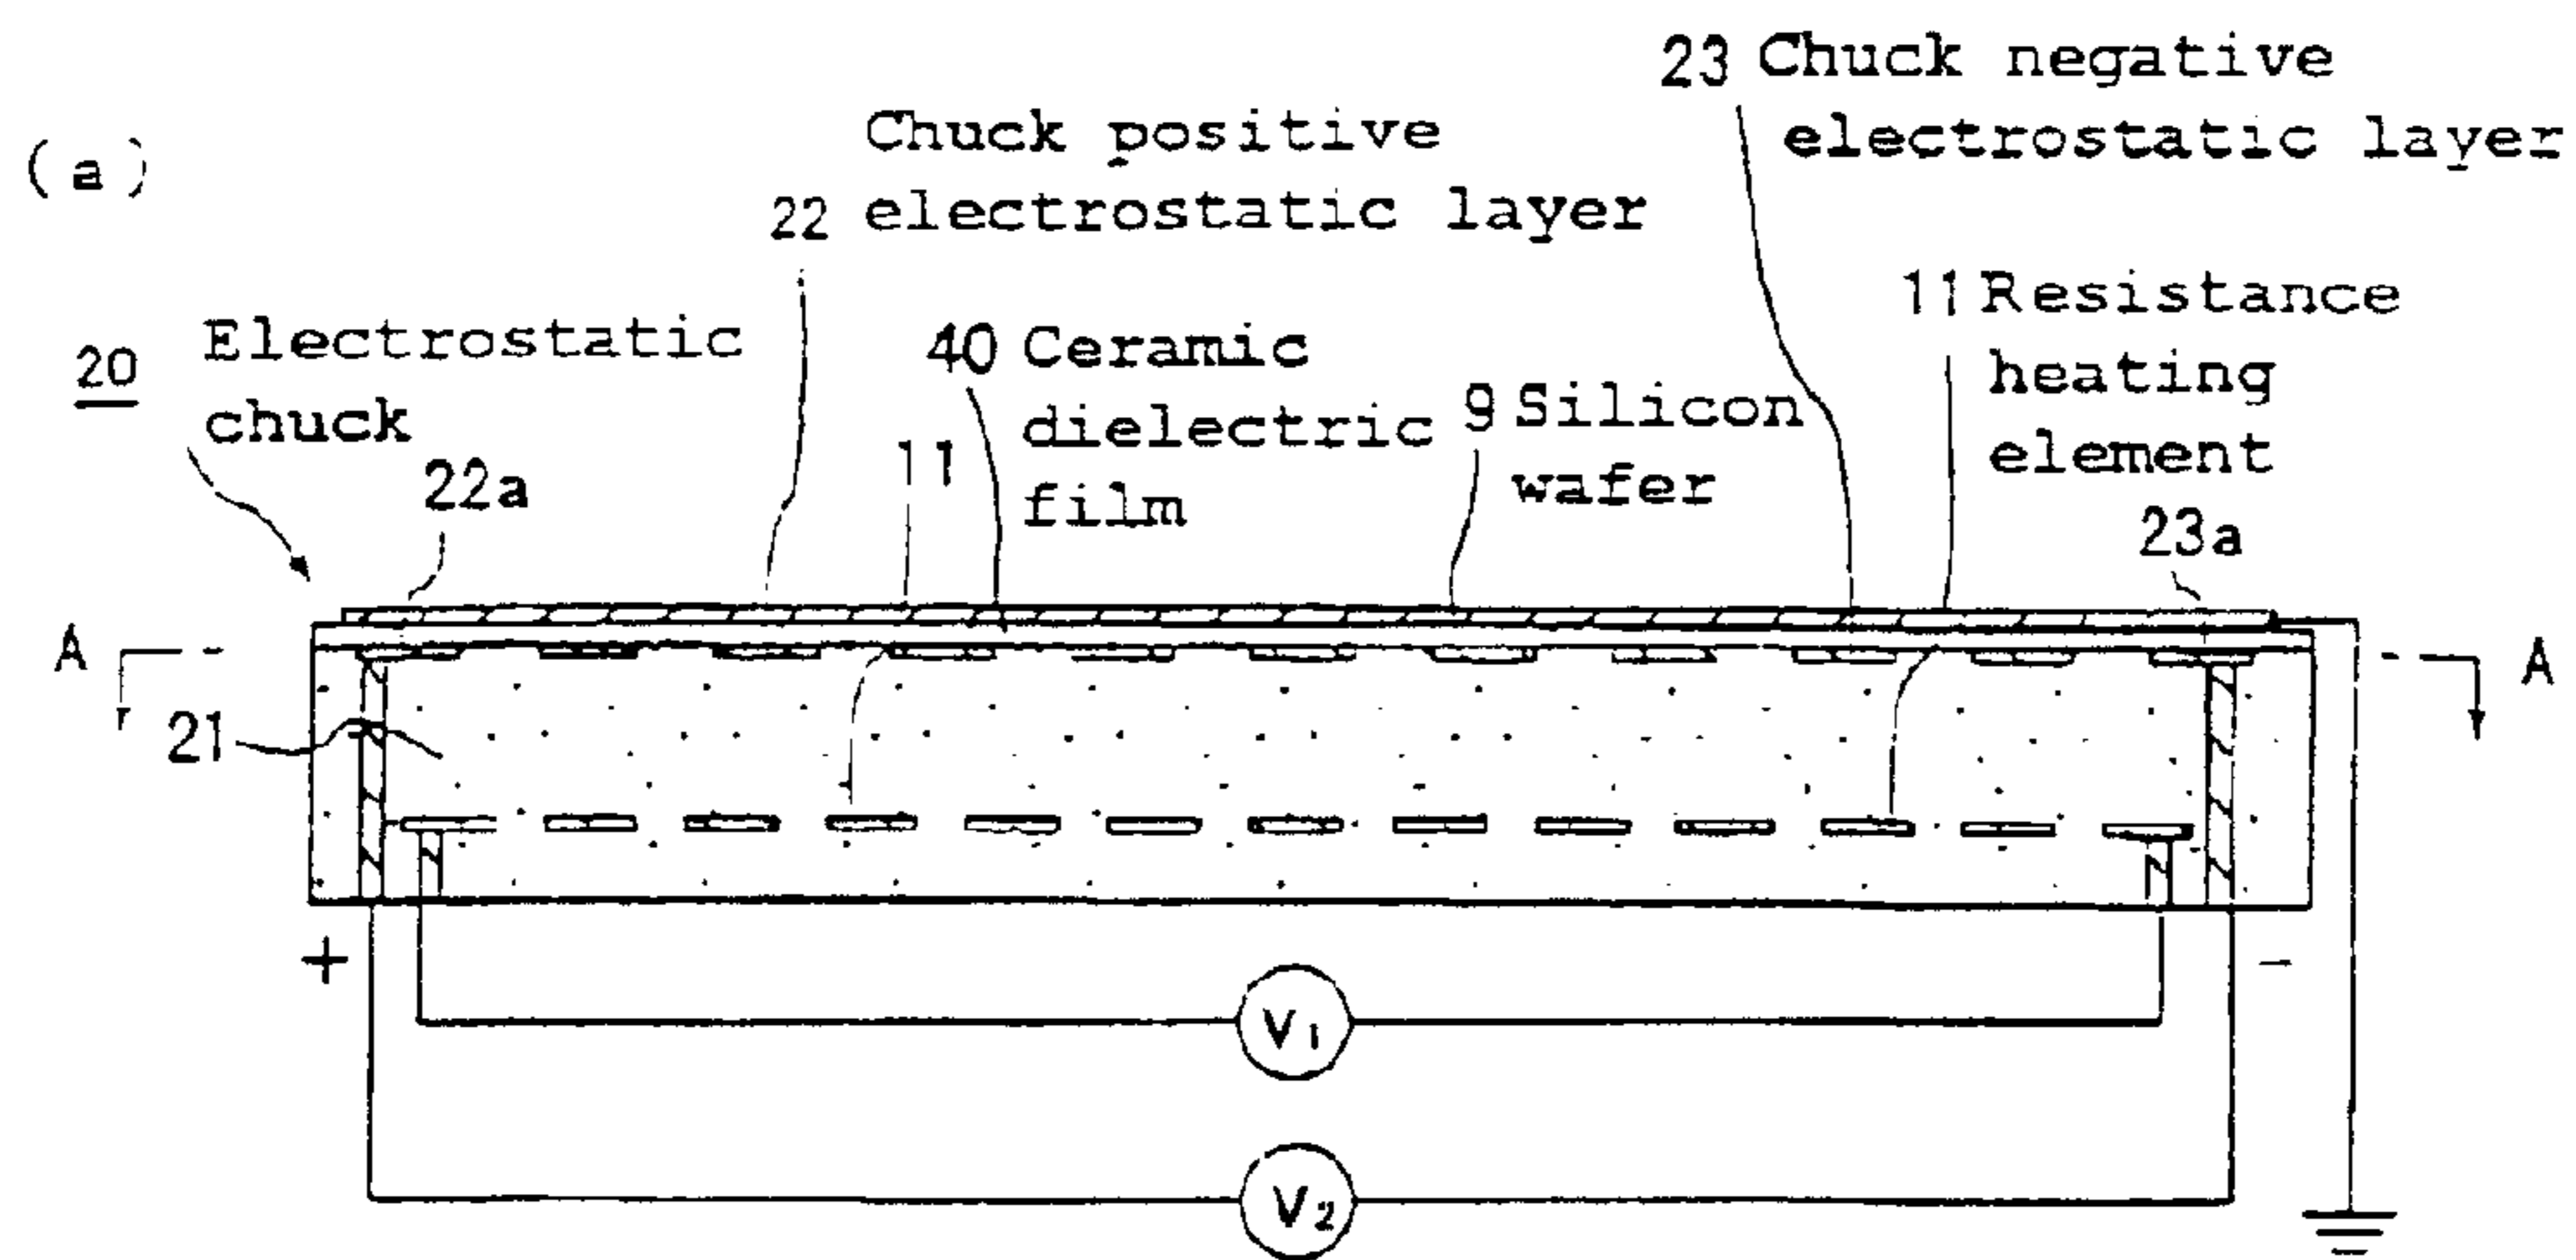 (a)
23 Chuck negative
electrostatic layer
Chuck positive
22 electrostatic layer
11 Resistance
heating
element
20 Electrostatic
chuck
40 Ceramic
dielectric
film
9 Silicon
wafer
22a
11
23a
A
A
21
+
-
V1
V2